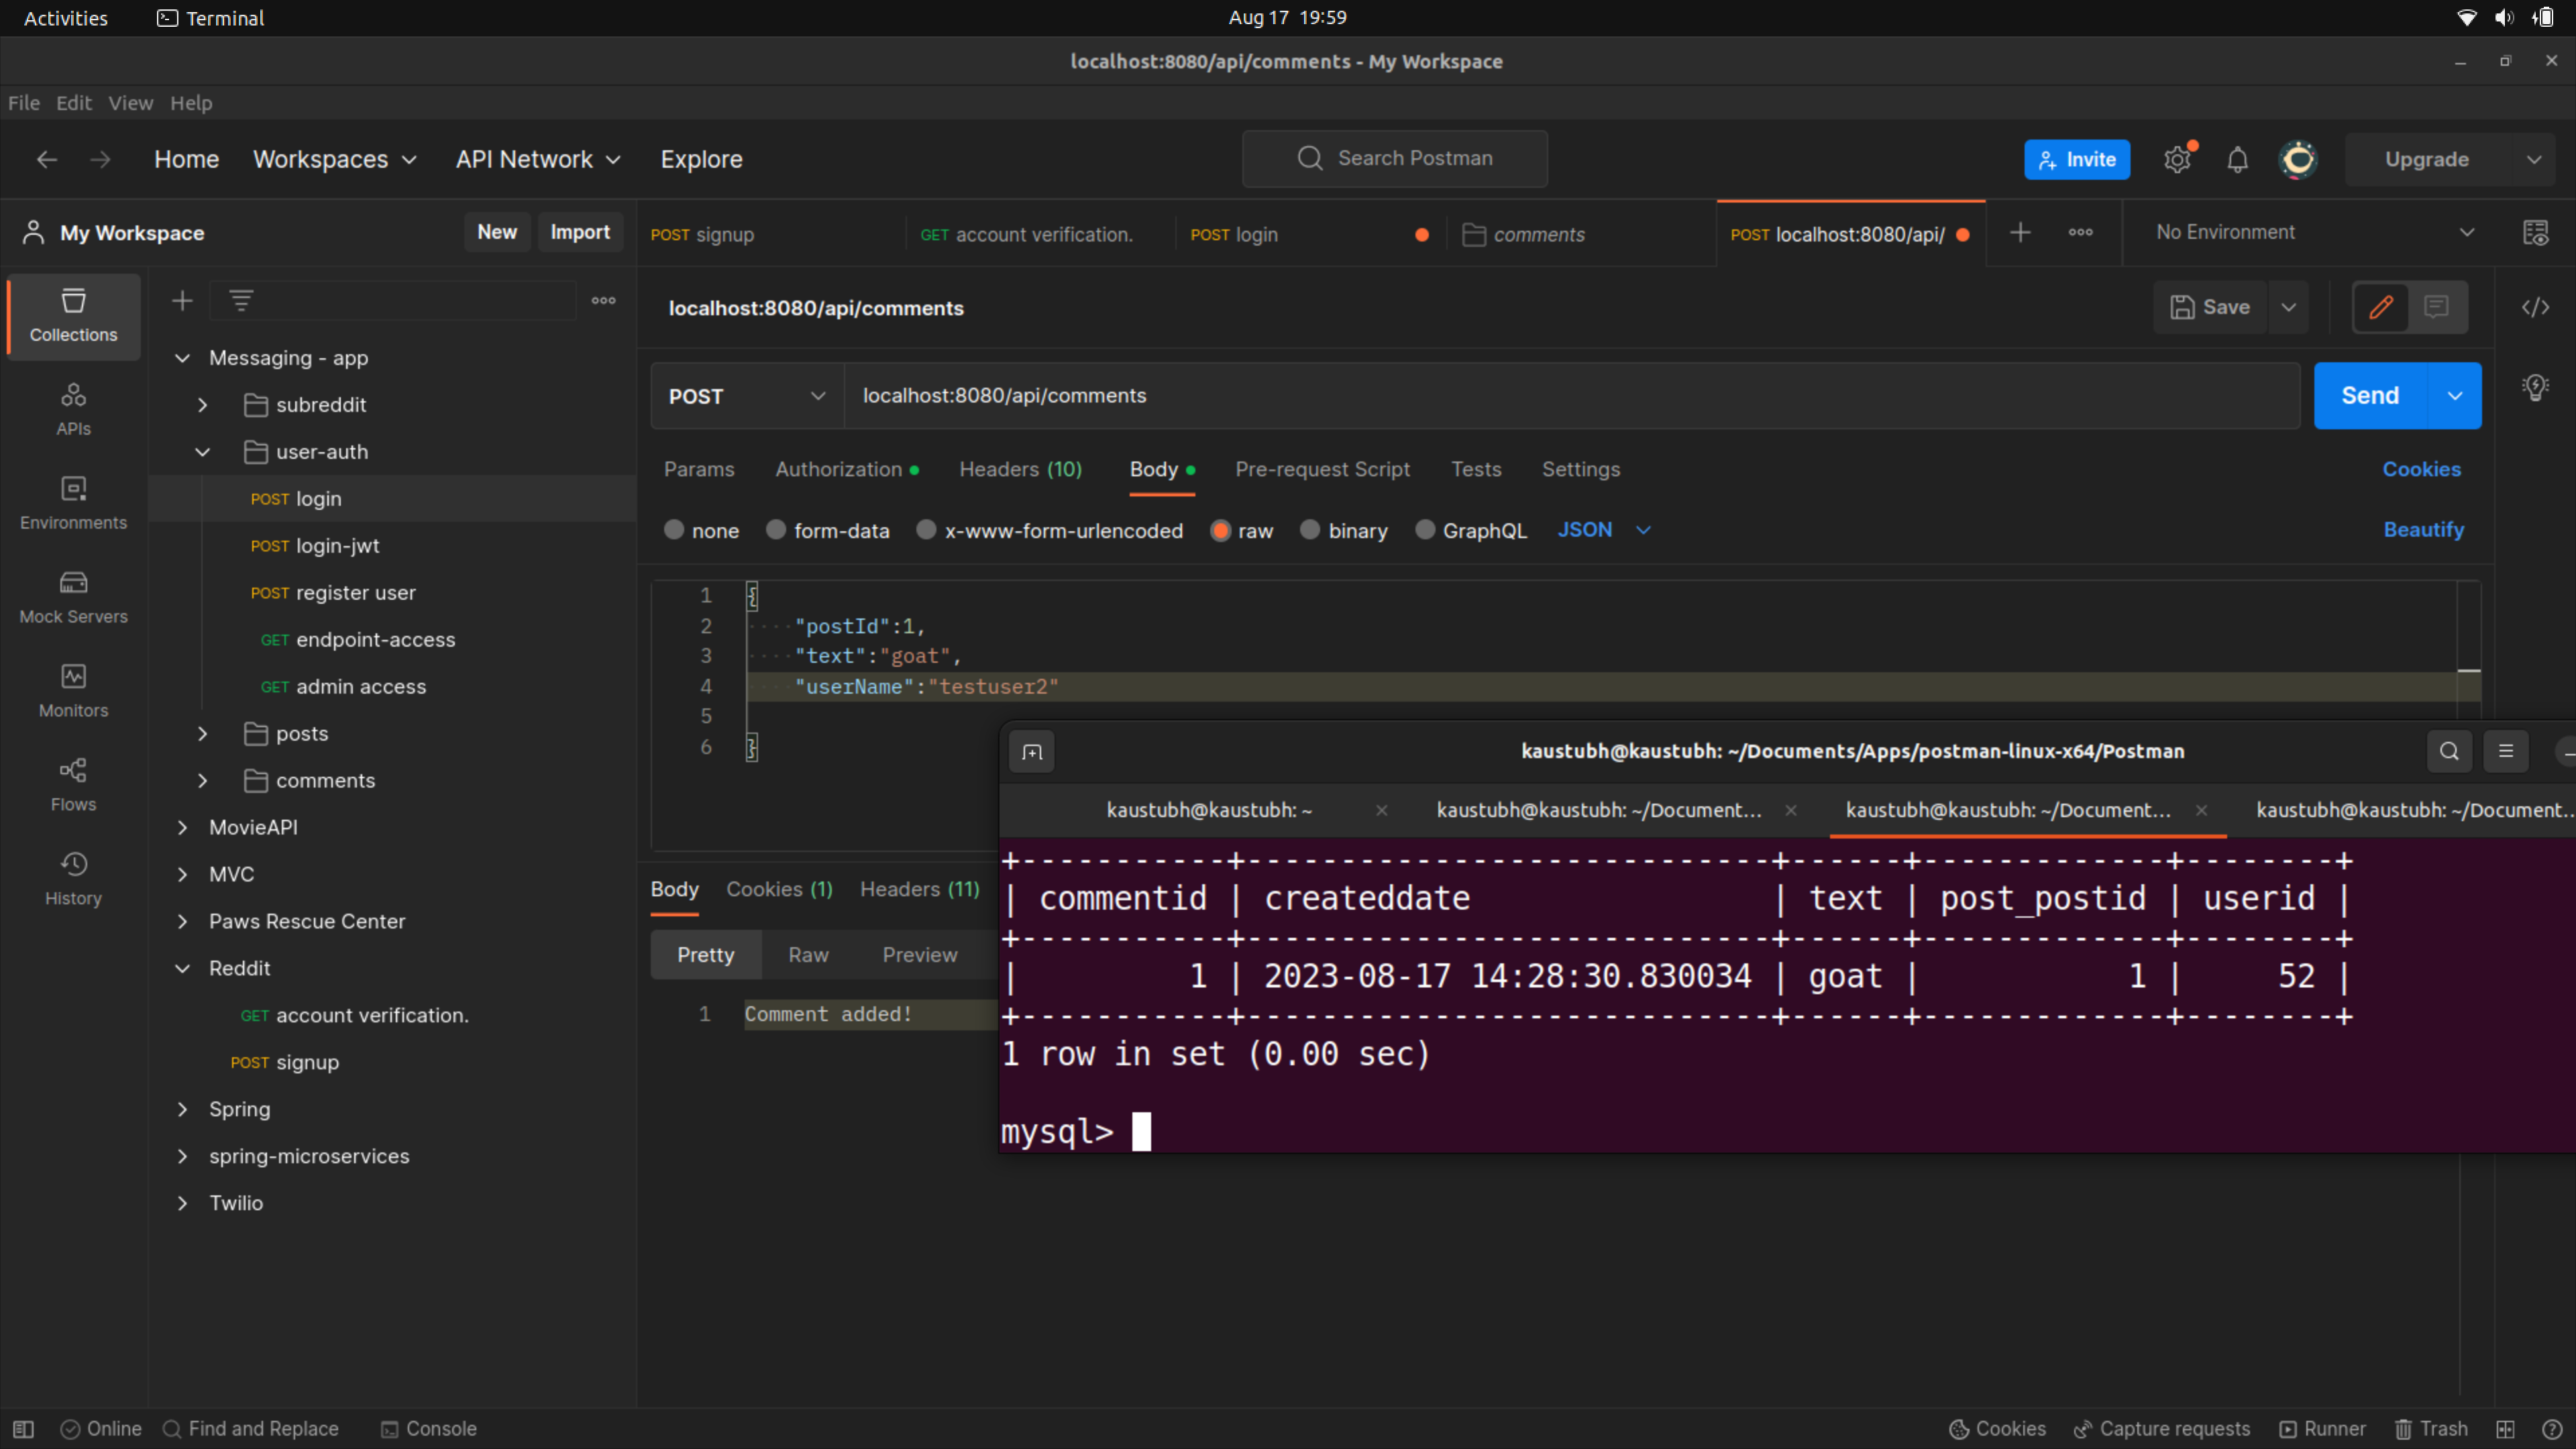 Activities Terminal Aug 17 19:59
localhost:8080/api/comments - My Workspace
File Edit View Help
Home Workspaces API Network Explore Search Postman Invite Upgrade
My Workspace New Import POST signup GET account verification. POST login comments POST localhost:8080/api/ No Environment
Collections
APIs
Environments
Mock Servers
Monitors
Flows
History
Messaging - app
subreddit
user-auth
POST login
POST login-jwt
POST register user
GET endpoint-access
GET admin access
posts
comments
MovieAPI
MVC
Paws Rescue Center
Reddit
GET account verification.
POST signup
Spring
spring-microservices
Twilio
localhost:8080/api/comments Save
POST localhost:8080/api/comments Send
Params Authorization Headers (10) Body Pre-request Script Tests Settings Cookies
none form-data x-www-form-urlencoded raw binary GraphQL JSON Beautify
1 {
2 "postId":1,
3 "text":"goat",
4 "userName":"testuser2"
5
6 }
Body Cookies (1) Headers (11)
Pretty Raw Preview
1 Comment added!
kaustubh@kaustubh: ~/Documents/Apps/postman-linux-x64/Postman
kaustubh@kaustubh: ~ kaustubh@kaustubh: ~/Document... kaustubh@kaustubh: ~/Document... kaustubh@kaustubh: ~/Document...
+-----------+----------------------------+------+-------------+--------+
| commentid | createddate                | text | post_postid | userid |
+-----------+----------------------------+------+-------------+--------+
|         1 | 2023-08-17 14:28:30.830034 | goat |           1 |     52 |
+-----------+----------------------------+------+-------------+--------+
1 row in set (0.00 sec)
mysql>
Online Find and Replace Console Cookies Capture requests Runner Trash